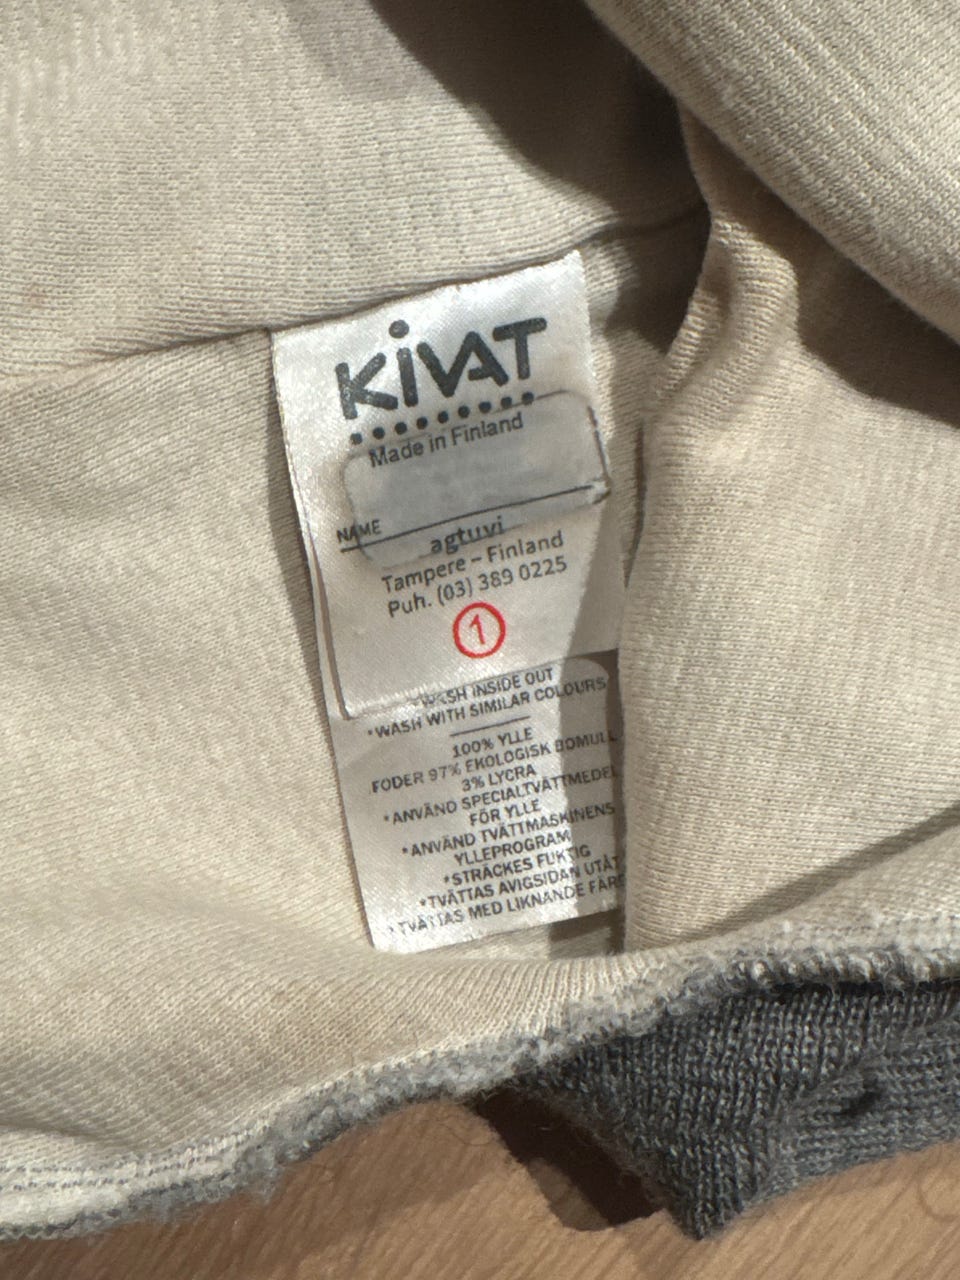 KiVAT
Made in Finland
NAME
agtuvi
Tampere – Finland
Puh. (03) 389 0225
1
*WASH INSIDE OUT
*WASH WITH SIMILAR COLOURS
100% YLLE
FODER 97% EKOLOGISK BOMULL
3% LYCRA
*ANVÄND SPECIALTVÄTTMEDEL
FÖR YLLE
*ANVÄND TVÄTTMASKINENS
YLLEPROGRAM
*STRÄCKES FUKTIG
*TVÄTTAS AVIGSIDAN UTÅT
*TVÄTTAS MED LIKNANDE FÄR